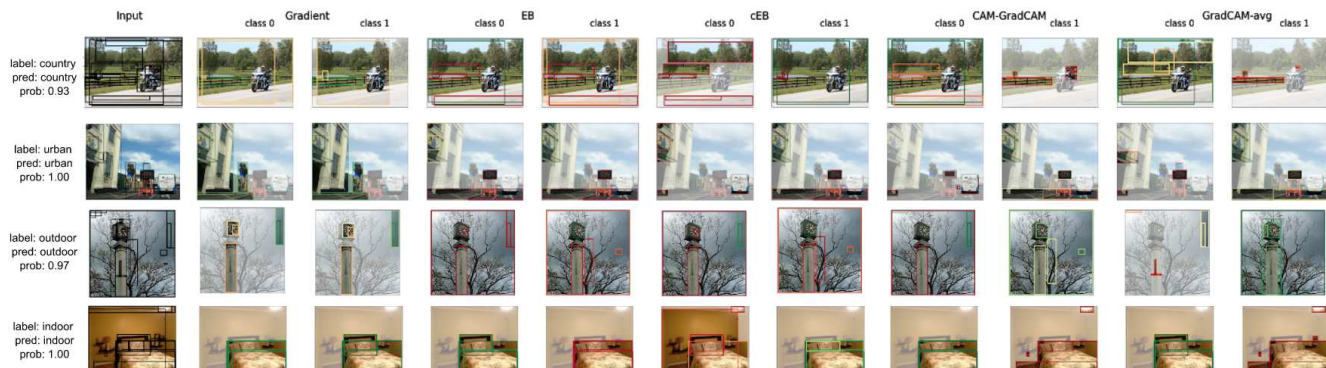 Input Gradient EB cEB CAM-GradCAM GradCAM-avg
class 0 class 1 class 0 class 1 class 0 class 1 class 0 class 1 class 0 class 1
label: country
pred: country
prob: 0.93
label: urban
pred: urban
prob: 1.00
label: outdoor
pred: outdoor
prob: 0.97
label: indoor
pred: indoor
prob: 1.00